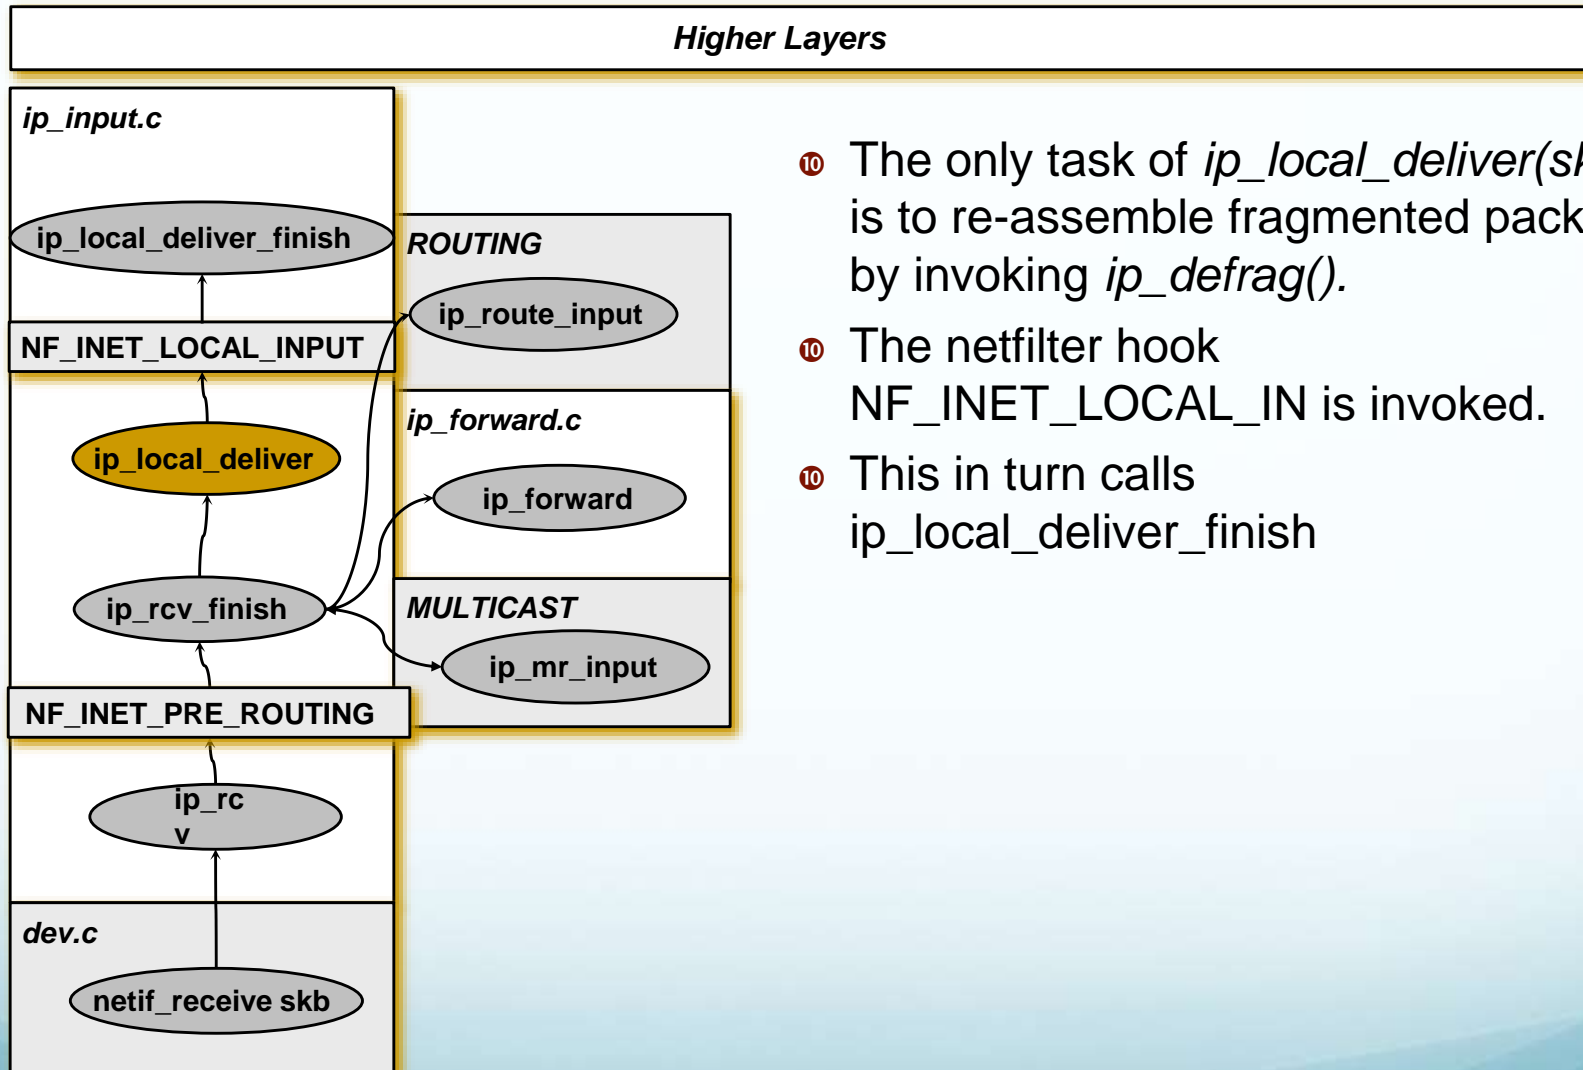 Higher Layers
ip_input.c
ip_local_deliver_finish
NF_INET_LOCAL_INPUT
ip_local_deliver
ip_rcv_finish
NF_INET_PRE_ROUTING
ip_rc
v
dev.c
netif_receive skb
ROUTING
ip_route_input
ip_forward.c
ip_forward
MULTICAST
ip_mr_input
❿ The only task of ip_local_deliver(sk
is to re-assemble fragmented pack
by invoking ip_defrag().
❿ The netfilter hook
NF_INET_LOCAL_IN is invoked.
❿ This in turn calls
ip_local_deliver_finish